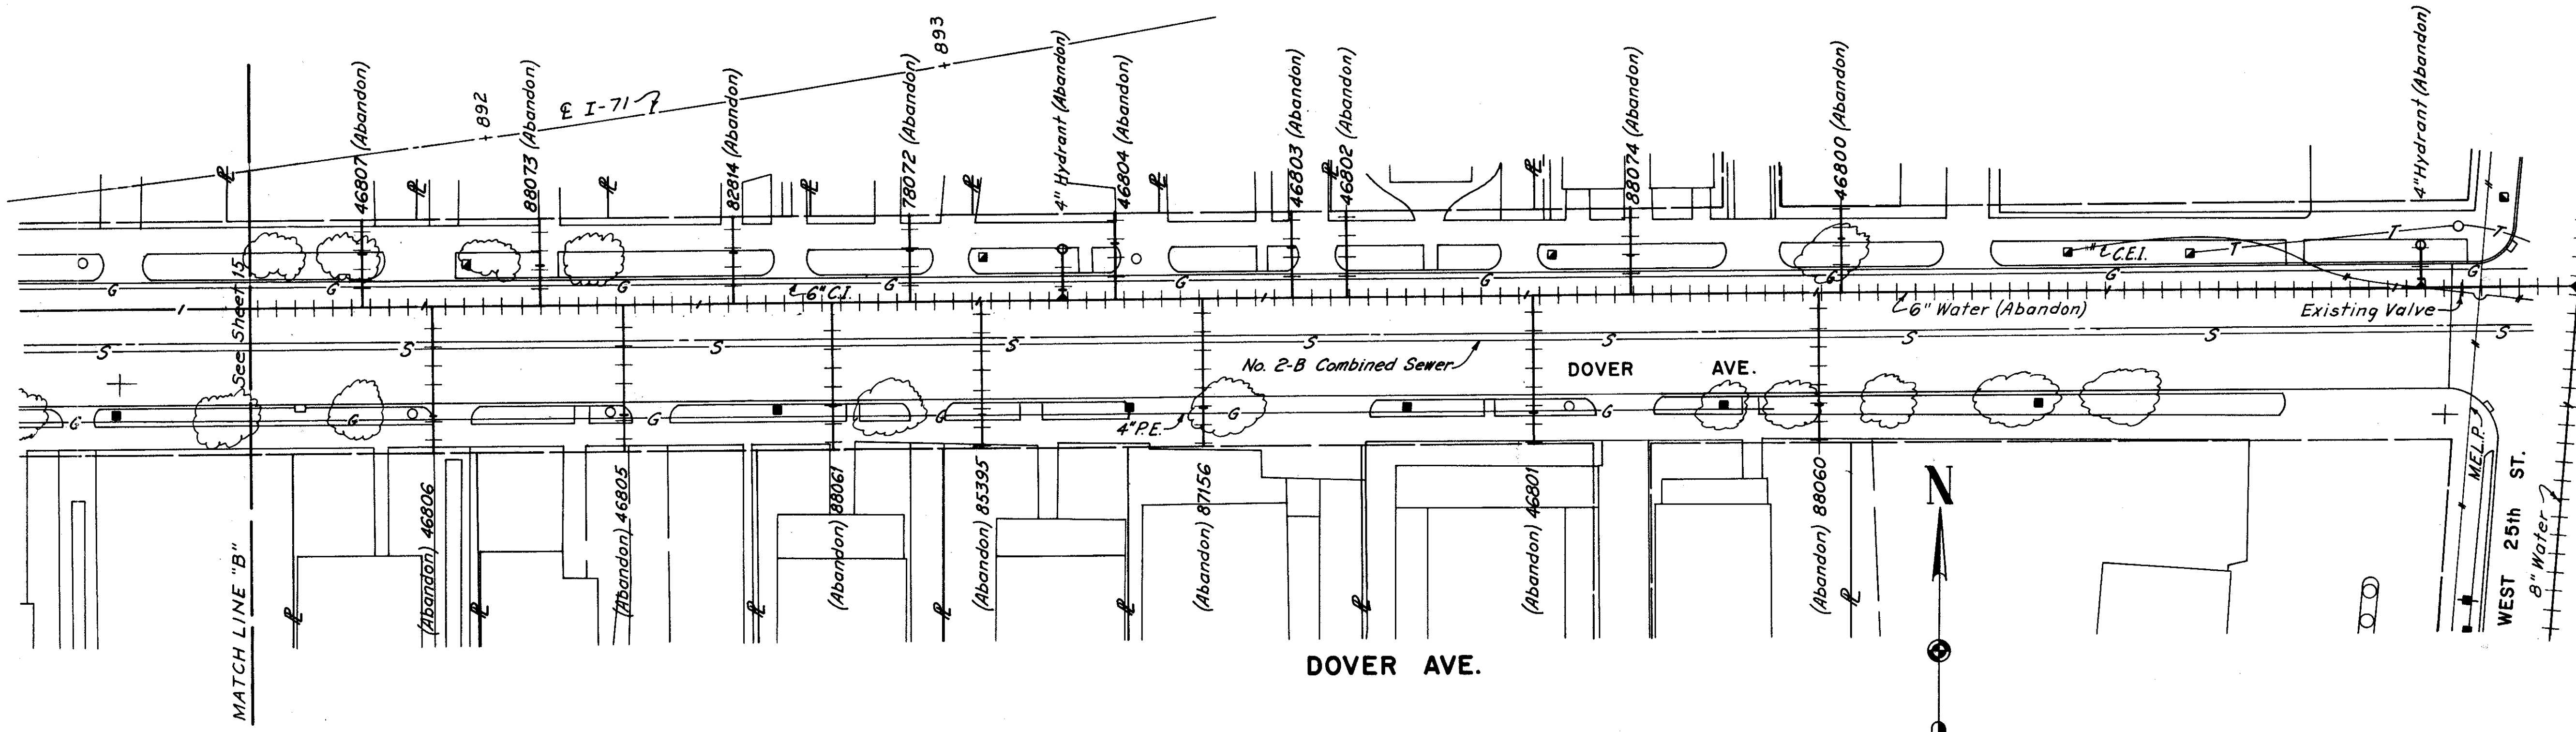 893
892
℄ I-71
46807 (Abandon)
88073 (Abandon)
82814 (Abandon)
78072 (Abandon)
4" Hydrant (Abandon)
46804 (Abandon)
46803 (Abandon)
46802 (Abandon)
88074 (Abandon)
46800 (Abandon)
4" Hydrant (Abandon)
℄ ℄ ℄ ℄ ℄ ℄ ℄ ℄
T T T
C.E.I.
G G G G G G G G G
6" C.I.
6" Water (Abandon)
Existing Valve
S S S S S S S S S
No. 2-B Combined Sewer
DOVER AVE.
See Sheet 15
G G G G G G
4" P.E.
M.E.L.P.
WEST 25th ST.
8" Water
MATCH LINE "B"
(Abandon) 46806
(Abandon) 46805
(Abandon) 88061
(Abandon) 85395
(Abandon) 87156
(Abandon) 46801
(Abandon) 88060
N
DOVER AVE.